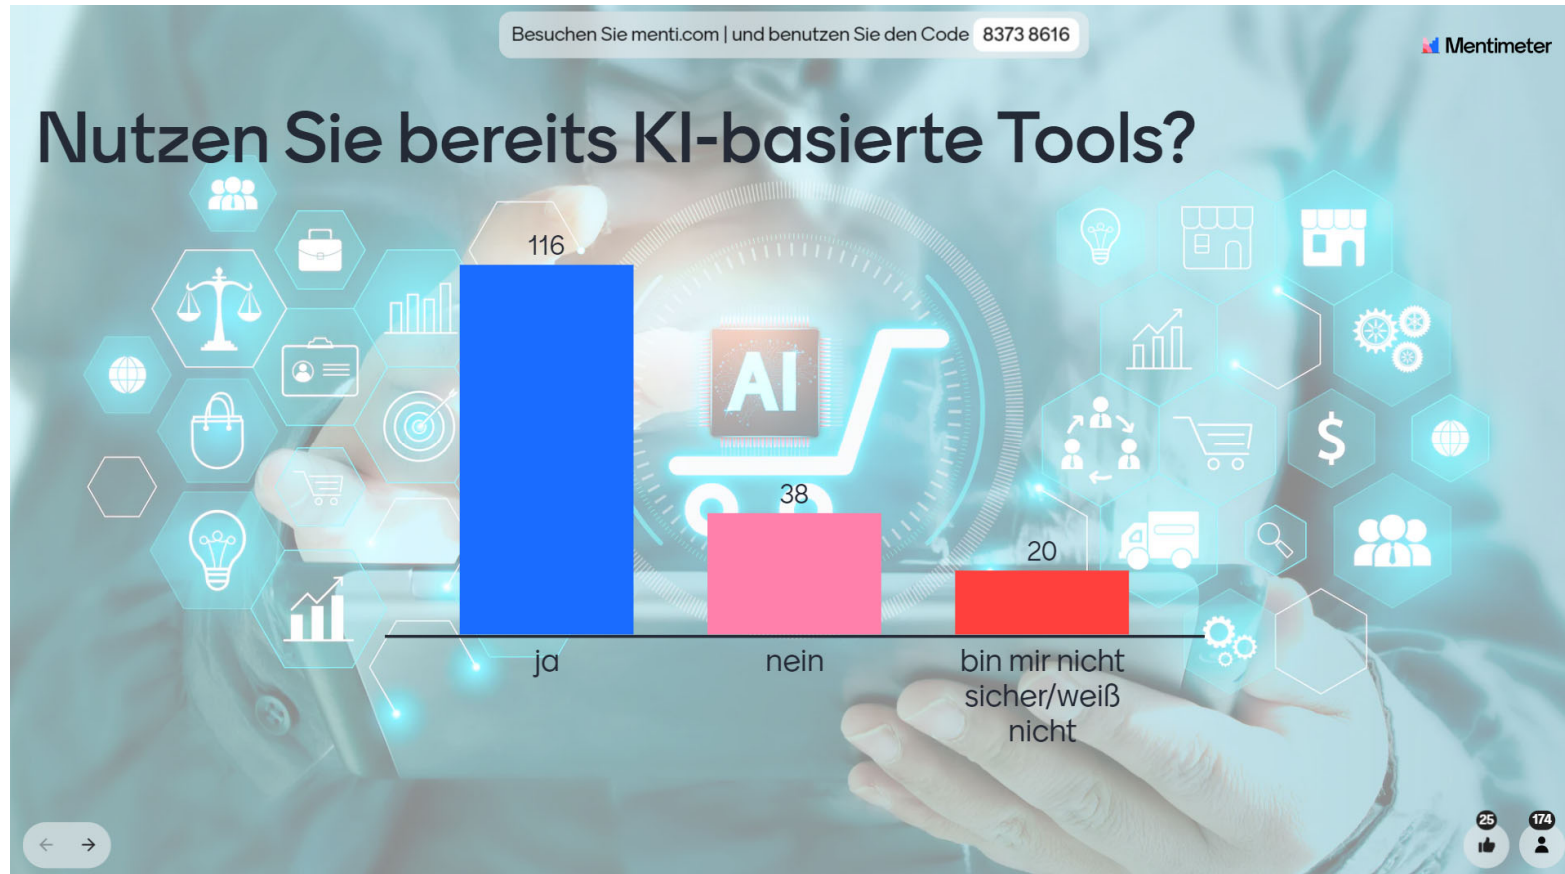 Besuchen Sie menti.com | und benutzen Sie den Code 8373 8616
Mentimeter
Nutzen Sie bereits KI-basierte Tools?
116
38
20
AI
$
ja
nein
bin mir nicht
sicher/weiß
nicht
25
174